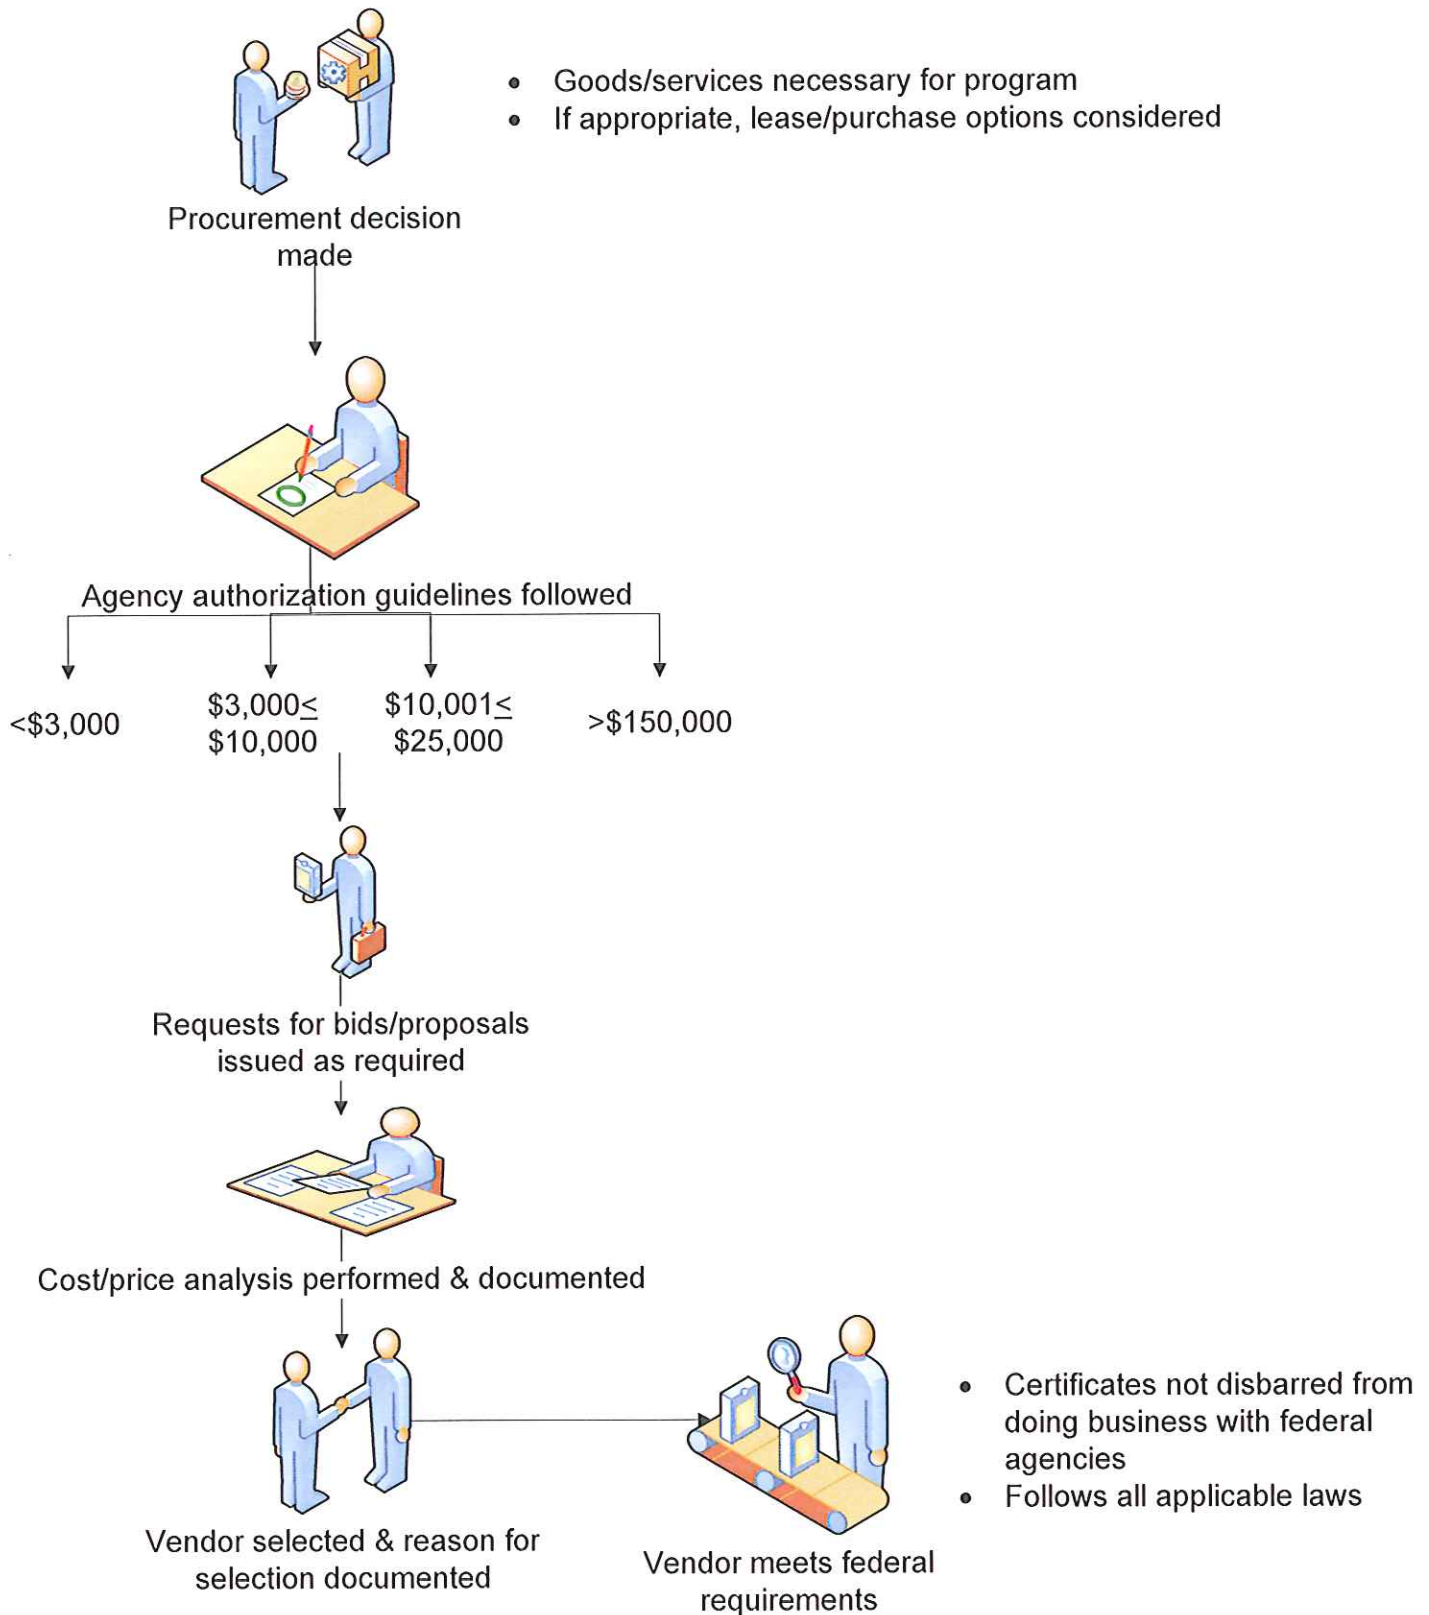 • Goods/services necessary for program
• If appropriate, lease/purchase options considered
Procurement decision
made
Agency authorization guidelines followed
<$3,000
$3,000≤
$10,000
$10,001≤
$25,000
>$150,000
Requests for bids/proposals
issued as required
Cost/price analysis performed & documented
• Certificates not disbarred from
doing business with federal
agencies
• Follows all applicable laws
Vendor selected & reason for
selection documented
Vendor meets federal
requirements